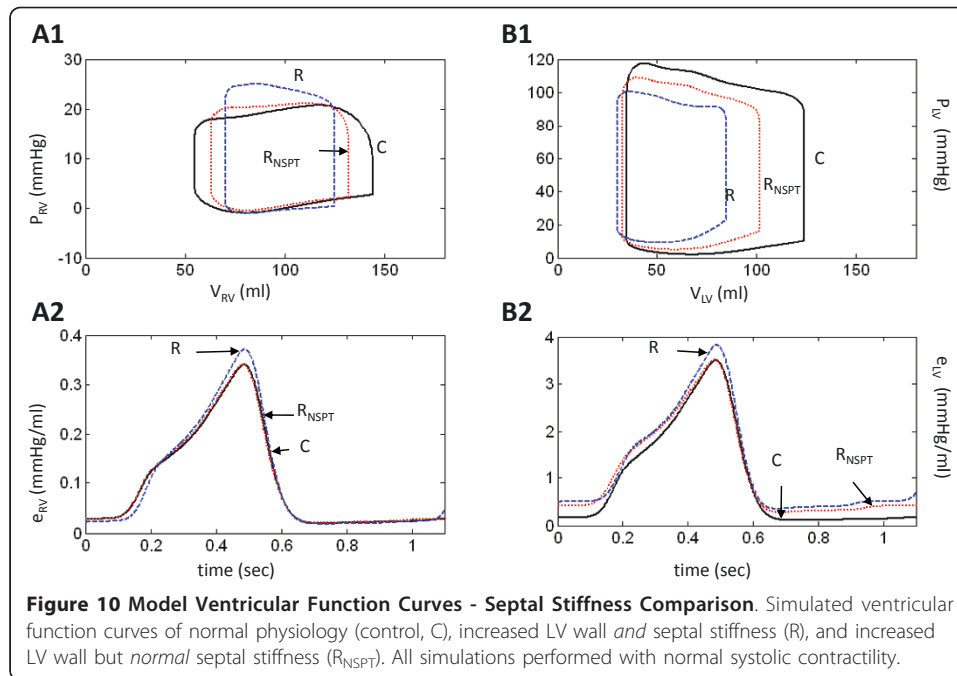 A1
B1
30
20
10
0
-10
P_RV (mmHg)
R
R_NSPT
C
0
50
100
150
V_RV (ml)
120
100
80
60
40
20
0
P_LV (mmHg)
R
R_NSPT
C
0
50
100
150
V_LV (ml)
A2
B2
0.4
0.3
0.2
0.1
0
e_RV (mmHg/ml)
R
R_NSPT
C
0
0.2
0.4
0.6
0.8
1
time (sec)
4
3
2
1
0
e_LV (mmHg/ml)
R
C
R_NSPT
0
0.2
0.4
0.6
0.8
1
time (sec)
Figure 10 Model Ventricular Function Curves - Septal Stiffness Comparison. Simulated ventricular
function curves of normal physiology (control, C), increased LV wall and septal stiffness (R), and increased
LV wall but normal septal stiffness (R_NSPT). All simulations performed with normal systolic contractility.